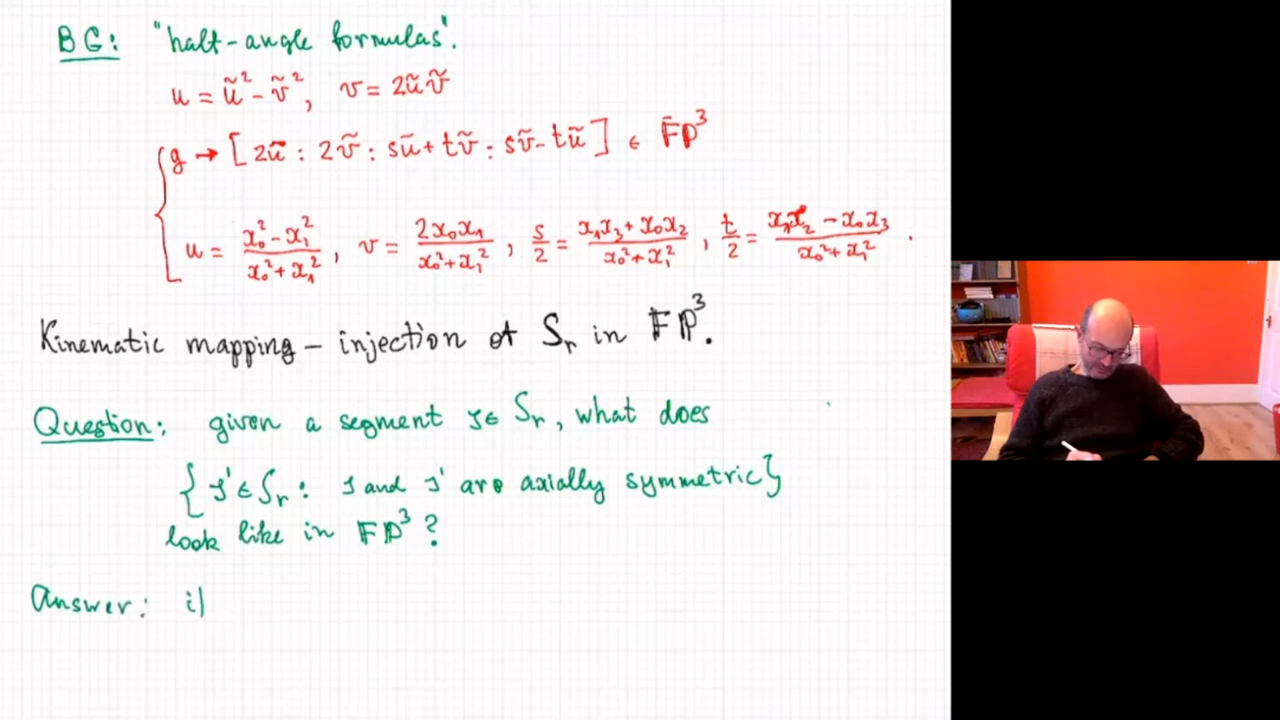 BG: "half-angle formulas".
u = ũ² - ṽ², v = 2ũṽ
{ g → [2ũ : 2ṽ : sũ + tṽ : sṽ - tũ] ∈ FP³
u = (x₀² - x₁²)/(x₀² + x₁²), v = 2x₀x₁/(x₀² + x₁²), s/2 = (x₁x₃ + x₀x₂)/(x₀² + x₁²), t/2 = (x₁x₂ - x₀x₃)/(x₀² + x₁²).
Kinematic mapping - injection of Sᵣ in FP³.
Question: given a segment s ∈ Sᵣ, what does
{s' ∈ Sᵣ : s and s' are axially symmetric}
look like in FP³?
Answer: i)